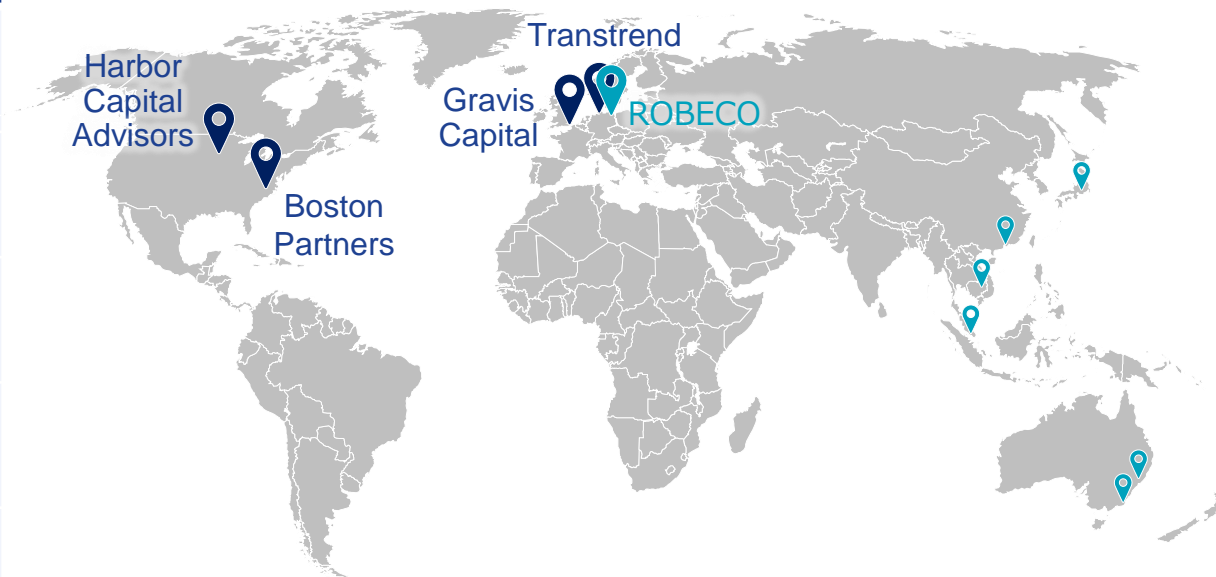 Transtrend
Harbor
Capital
Advisors
Gravis
Capital
ROBECO
Boston
Partners